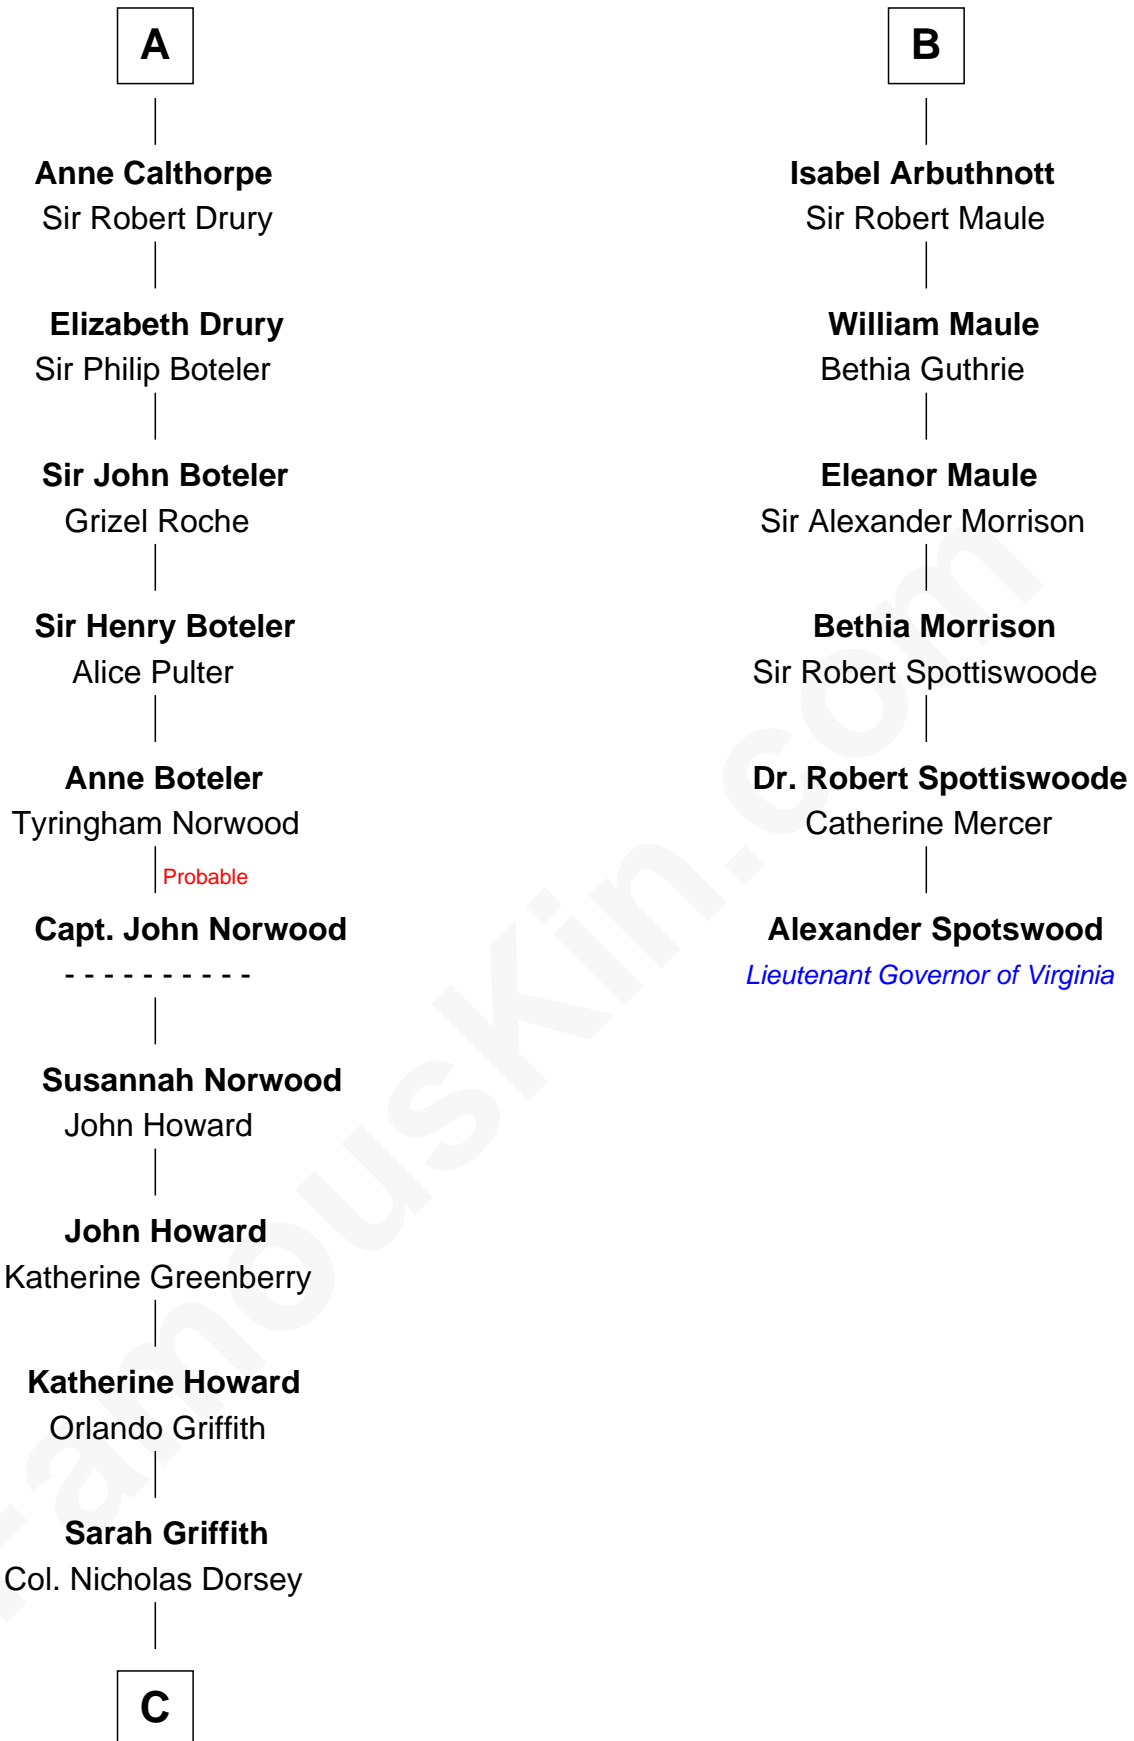 A
Anne Calthorpe
Sir Robert Drury
Elizabeth Drury
Sir Philip Boteler
Sir John Boteler
Grizel Roche
Sir Henry Boteler
Alice Pulter
Anne Boteler
Tyringham Norwood
Probable
Capt. John Norwood
- - - - - - - - - -
Susannah Norwood
John Howard
John Howard
Katherine Greenberry
Katherine Howard
Orlando Griffith
Sarah Griffith
Col. Nicholas Dorsey
C
B
Isabel Arbuthnott
Sir Robert Maule
William Maule
Bethia Guthrie
Eleanor Maule
Sir Alexander Morrison
Bethia Morrison
Sir Robert Spottiswoode
Dr. Robert Spottiswoode
Catherine Mercer
Alexander Spotswood
Lieutenant Governor of Virginia
FamousKin.com